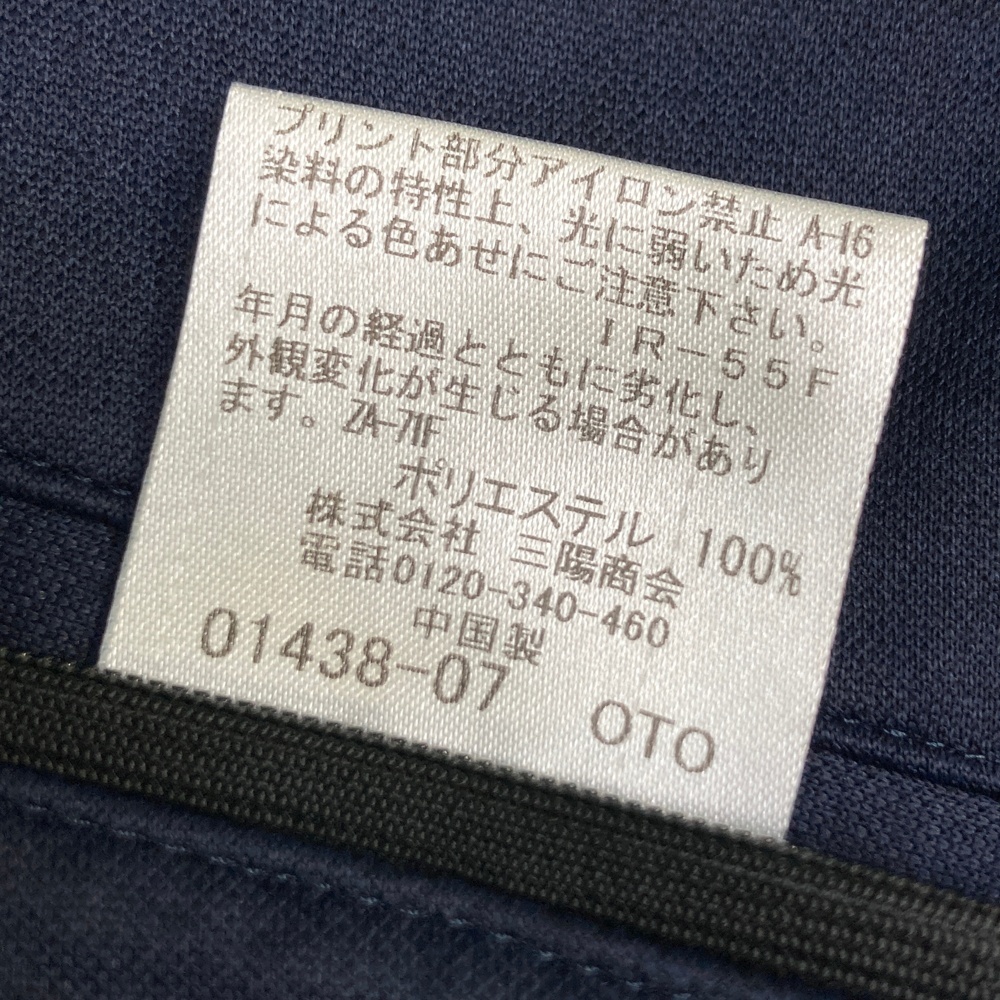 プリント部分アイロン禁止 A-16
染料の特性上、光に弱いため光
による色あせにご注意下さい。
IR-55F
年月の経過とともに劣化し、
外観変化が生じる場合があり
ます。ZA-71F
ポリエステル 100%
株式会社 三陽商会
電話0120-340-460
中国製
01438-07 OTO